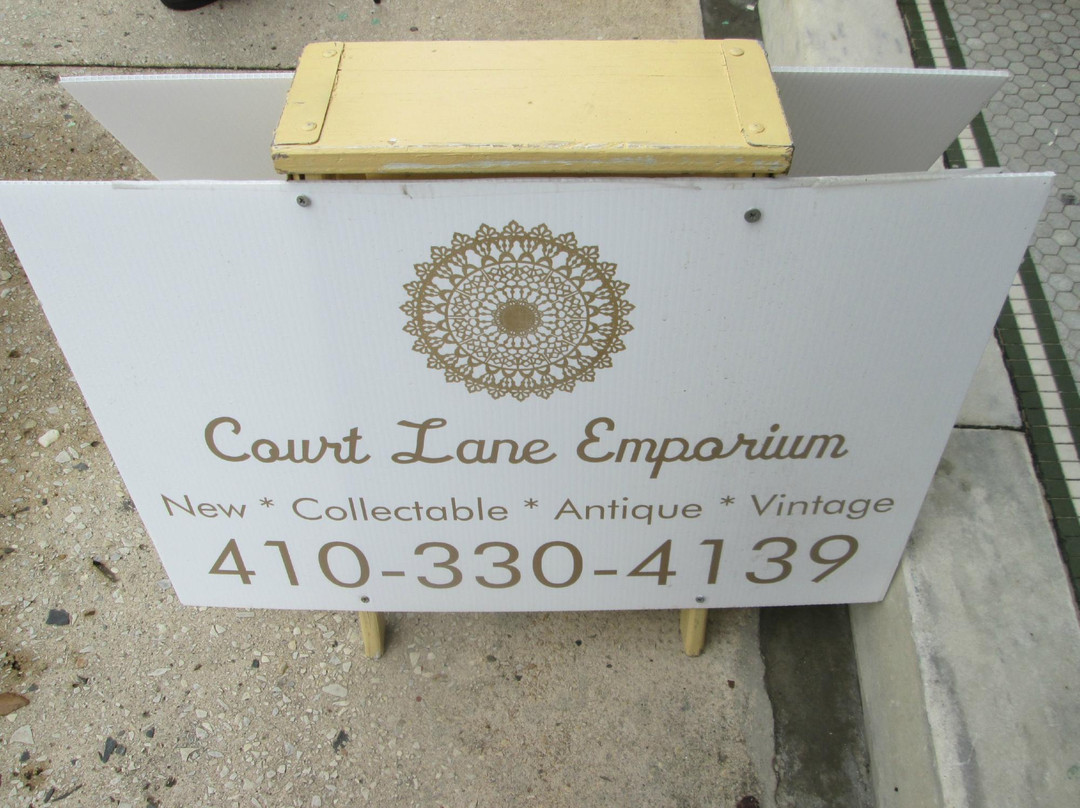 Court Lane Emporium
New * Collectable * Antique * Vintage
410-330-4139